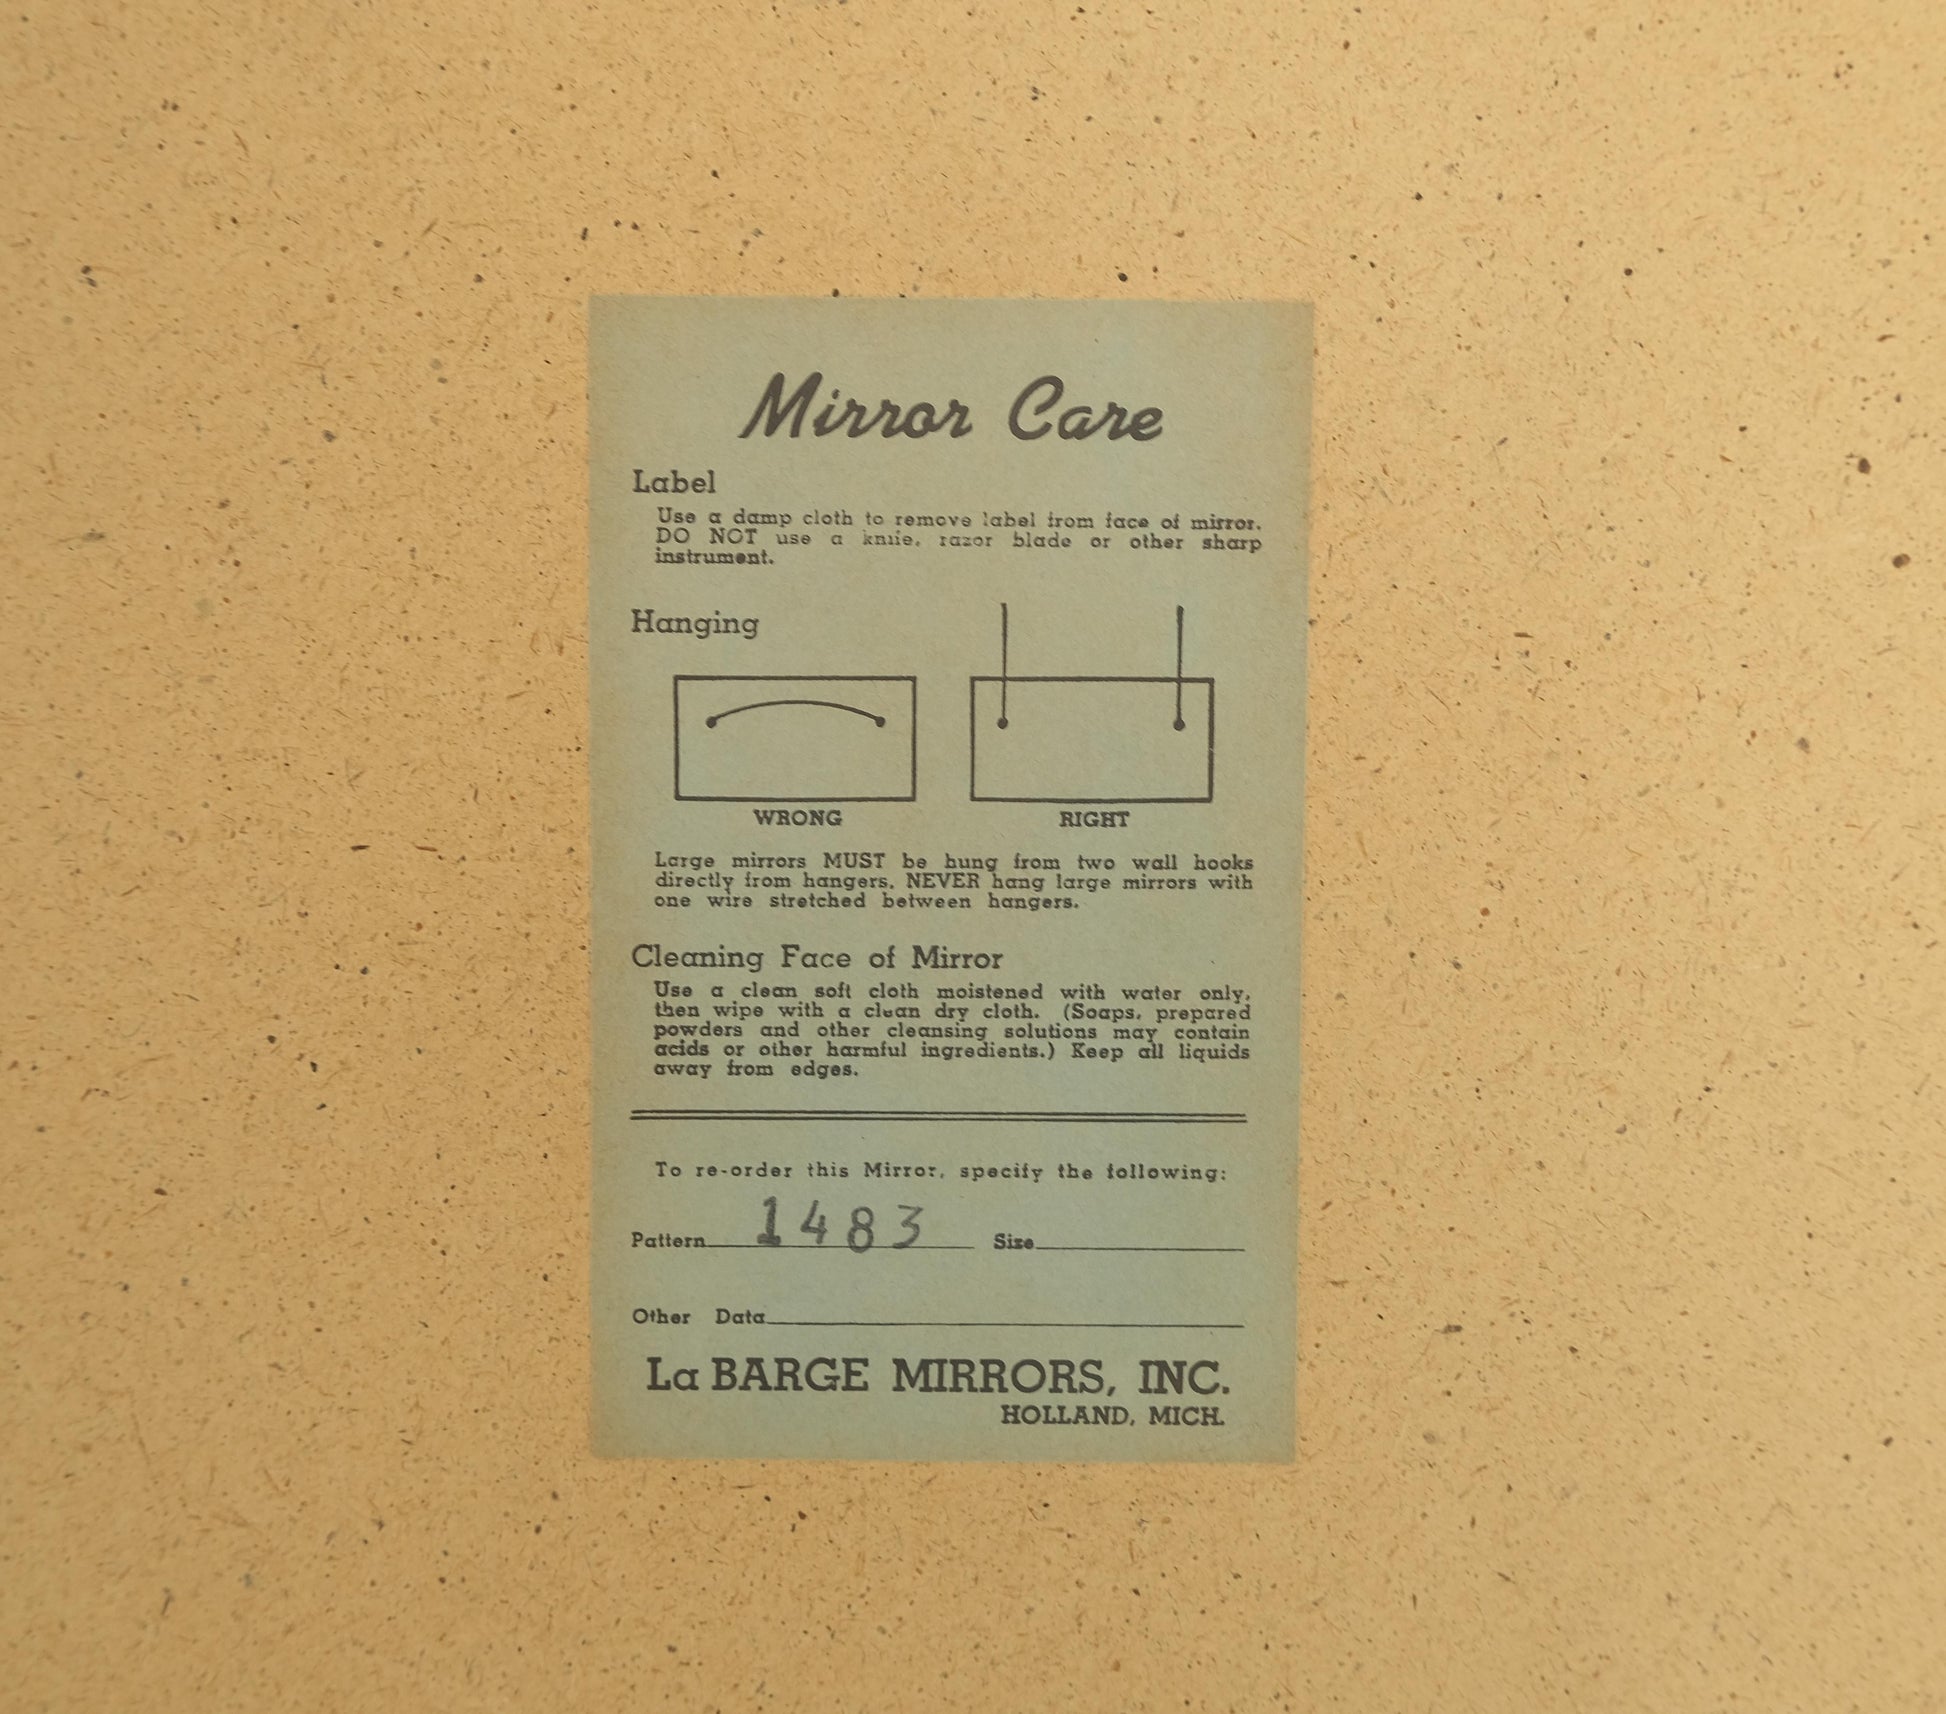 Mirror Care
Label
Use a damp cloth to remove label from face of mirror.
DO NOT use a knife, razor blade or other sharp
instrument.
Hanging
WRONG
RIGHT
Large mirrors MUST be hung from two wall hooks
directly from hangers. NEVER hang large mirrors with
one wire stretched between hangers.
Cleaning Face of Mirror
Use a clean soft cloth moistened with water only,
then wipe with a clean dry cloth. (Soaps, prepared
powders and other cleansing solutions may contain
acids or other harmful ingredients.) Keep all liquids
away from edges.
To re-order this Mirror, specify the following:
Pattern 1483 Size
Other Data
La BARGE MIRRORS, INC.
HOLLAND, MICH.